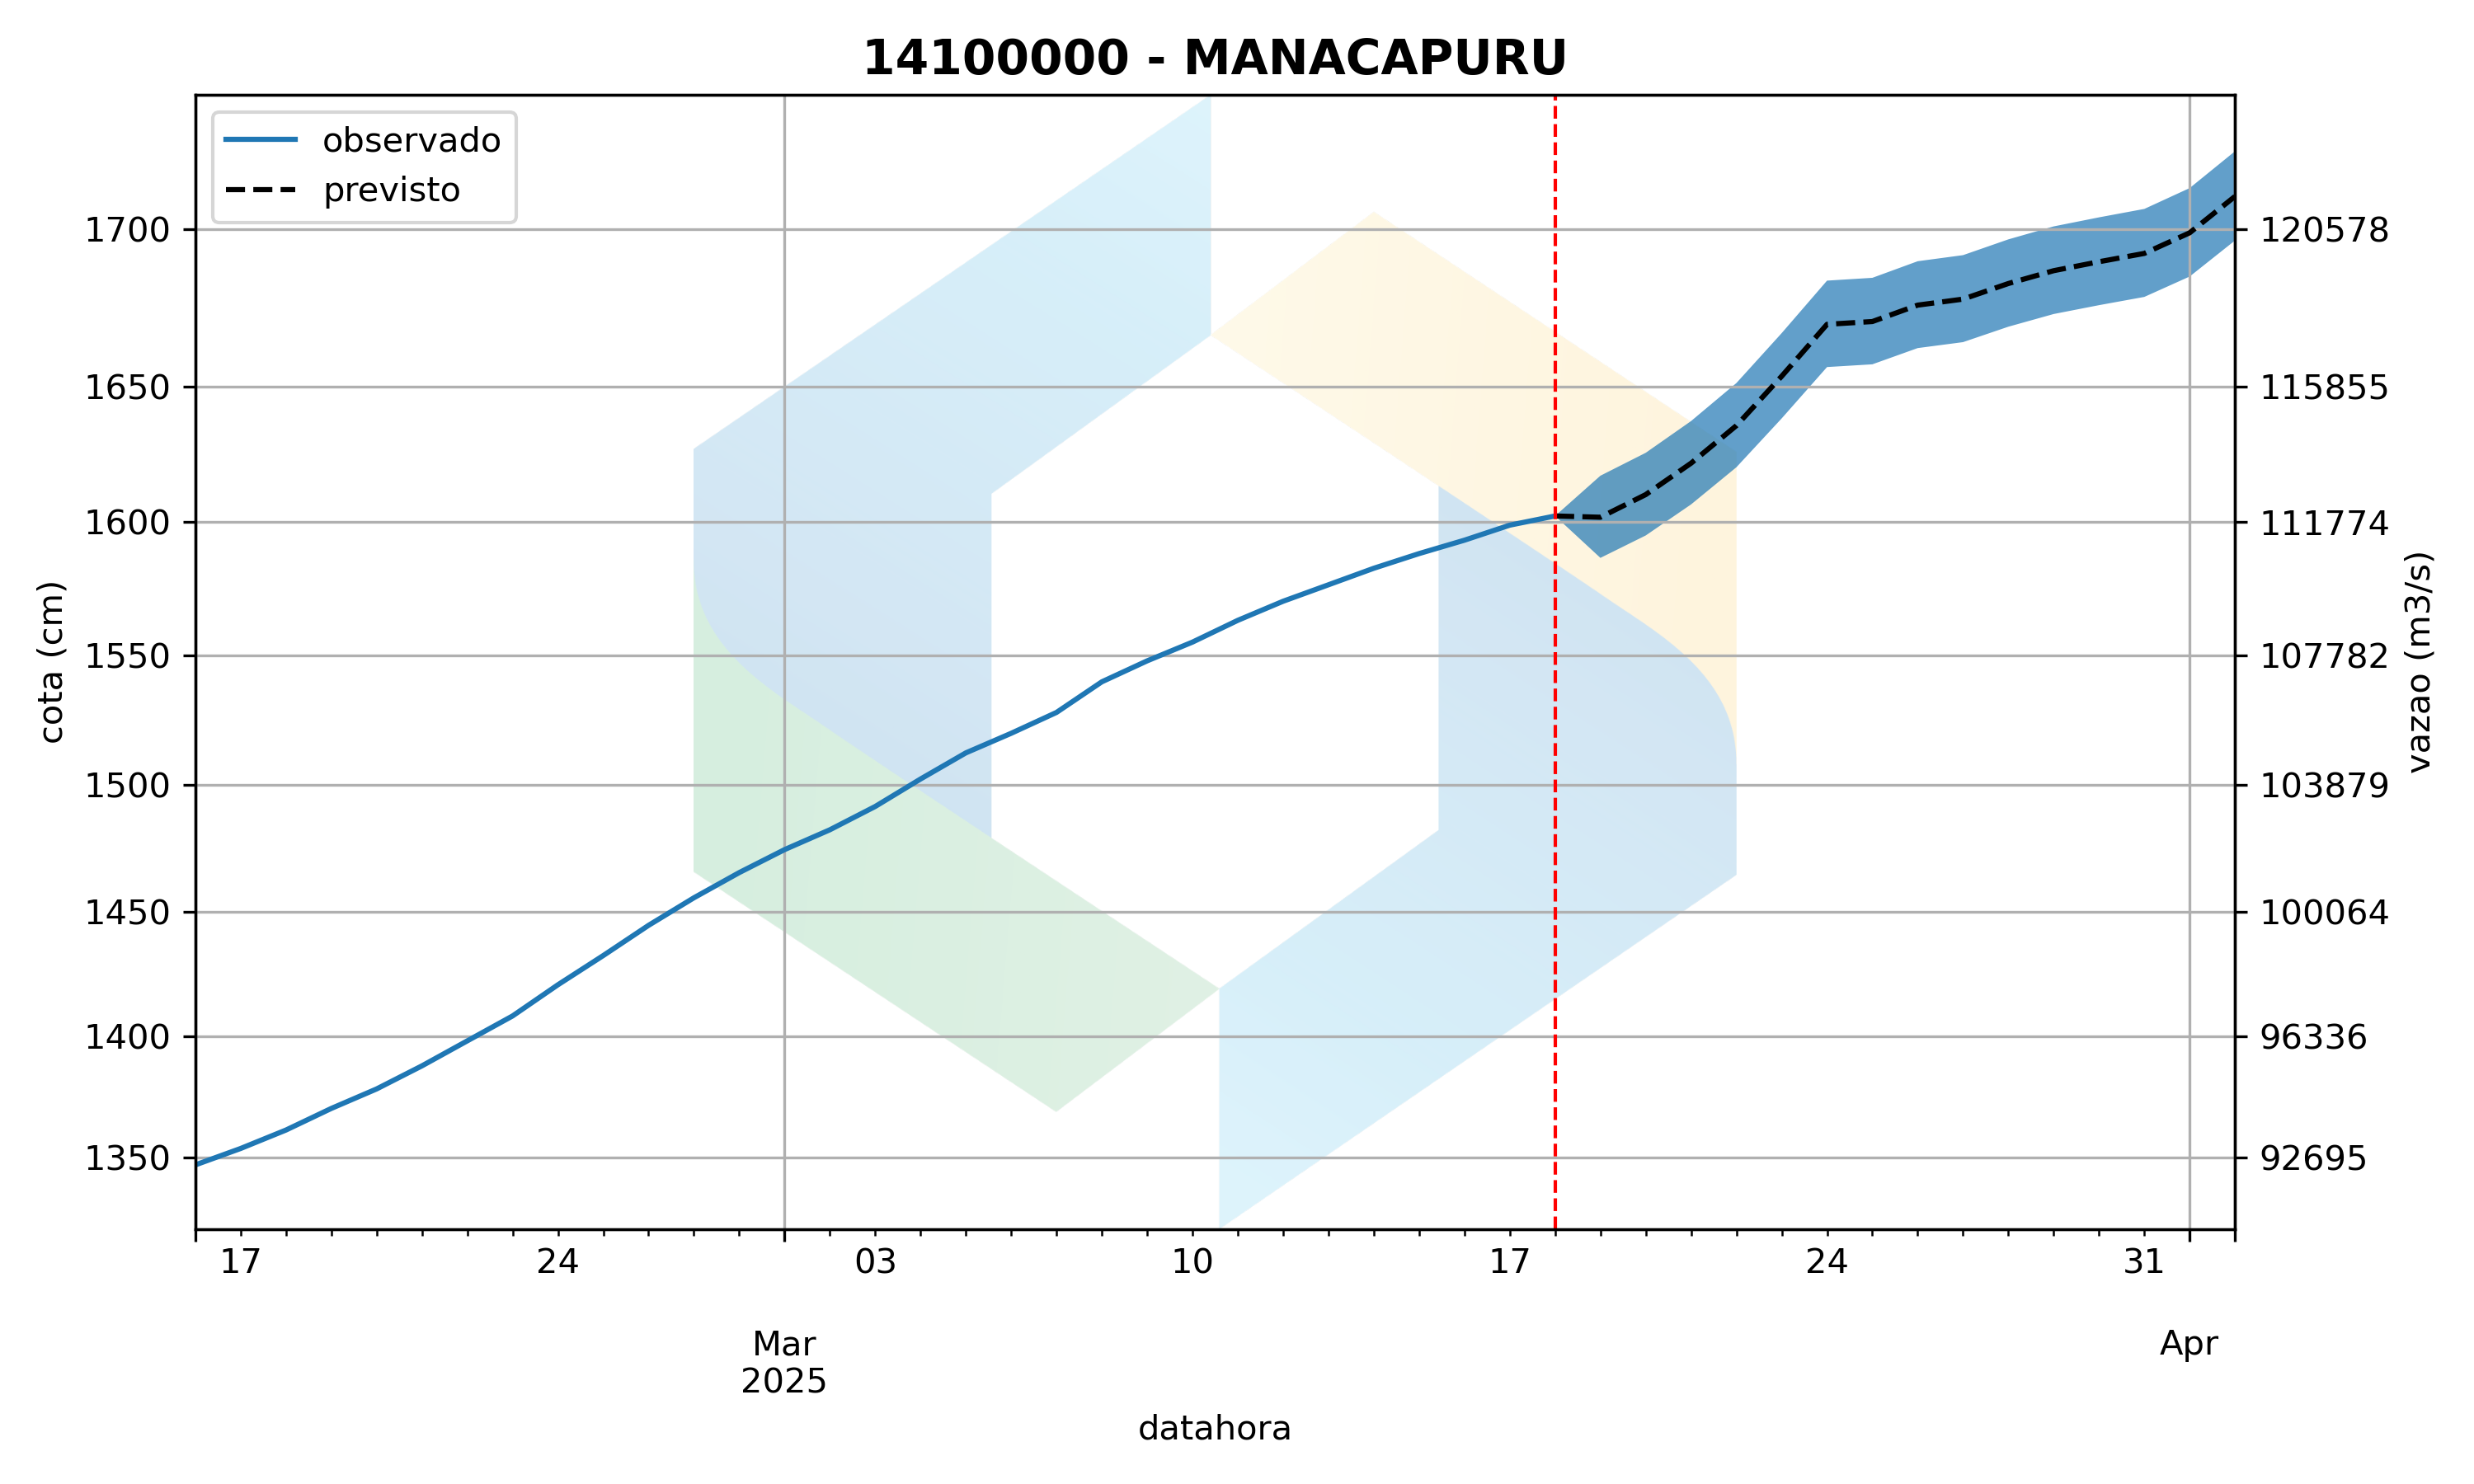 14100000 - MANACAPURU
observado
previsto
1700
1650
1600
1550
1500
1450
1400
1350
cota (cm)
120578
115855
111774
107782
103879
100064
96336
92695
vazao (m3/s)
17 24 03 10 17 24 31
Mar Apr
2025
datahora